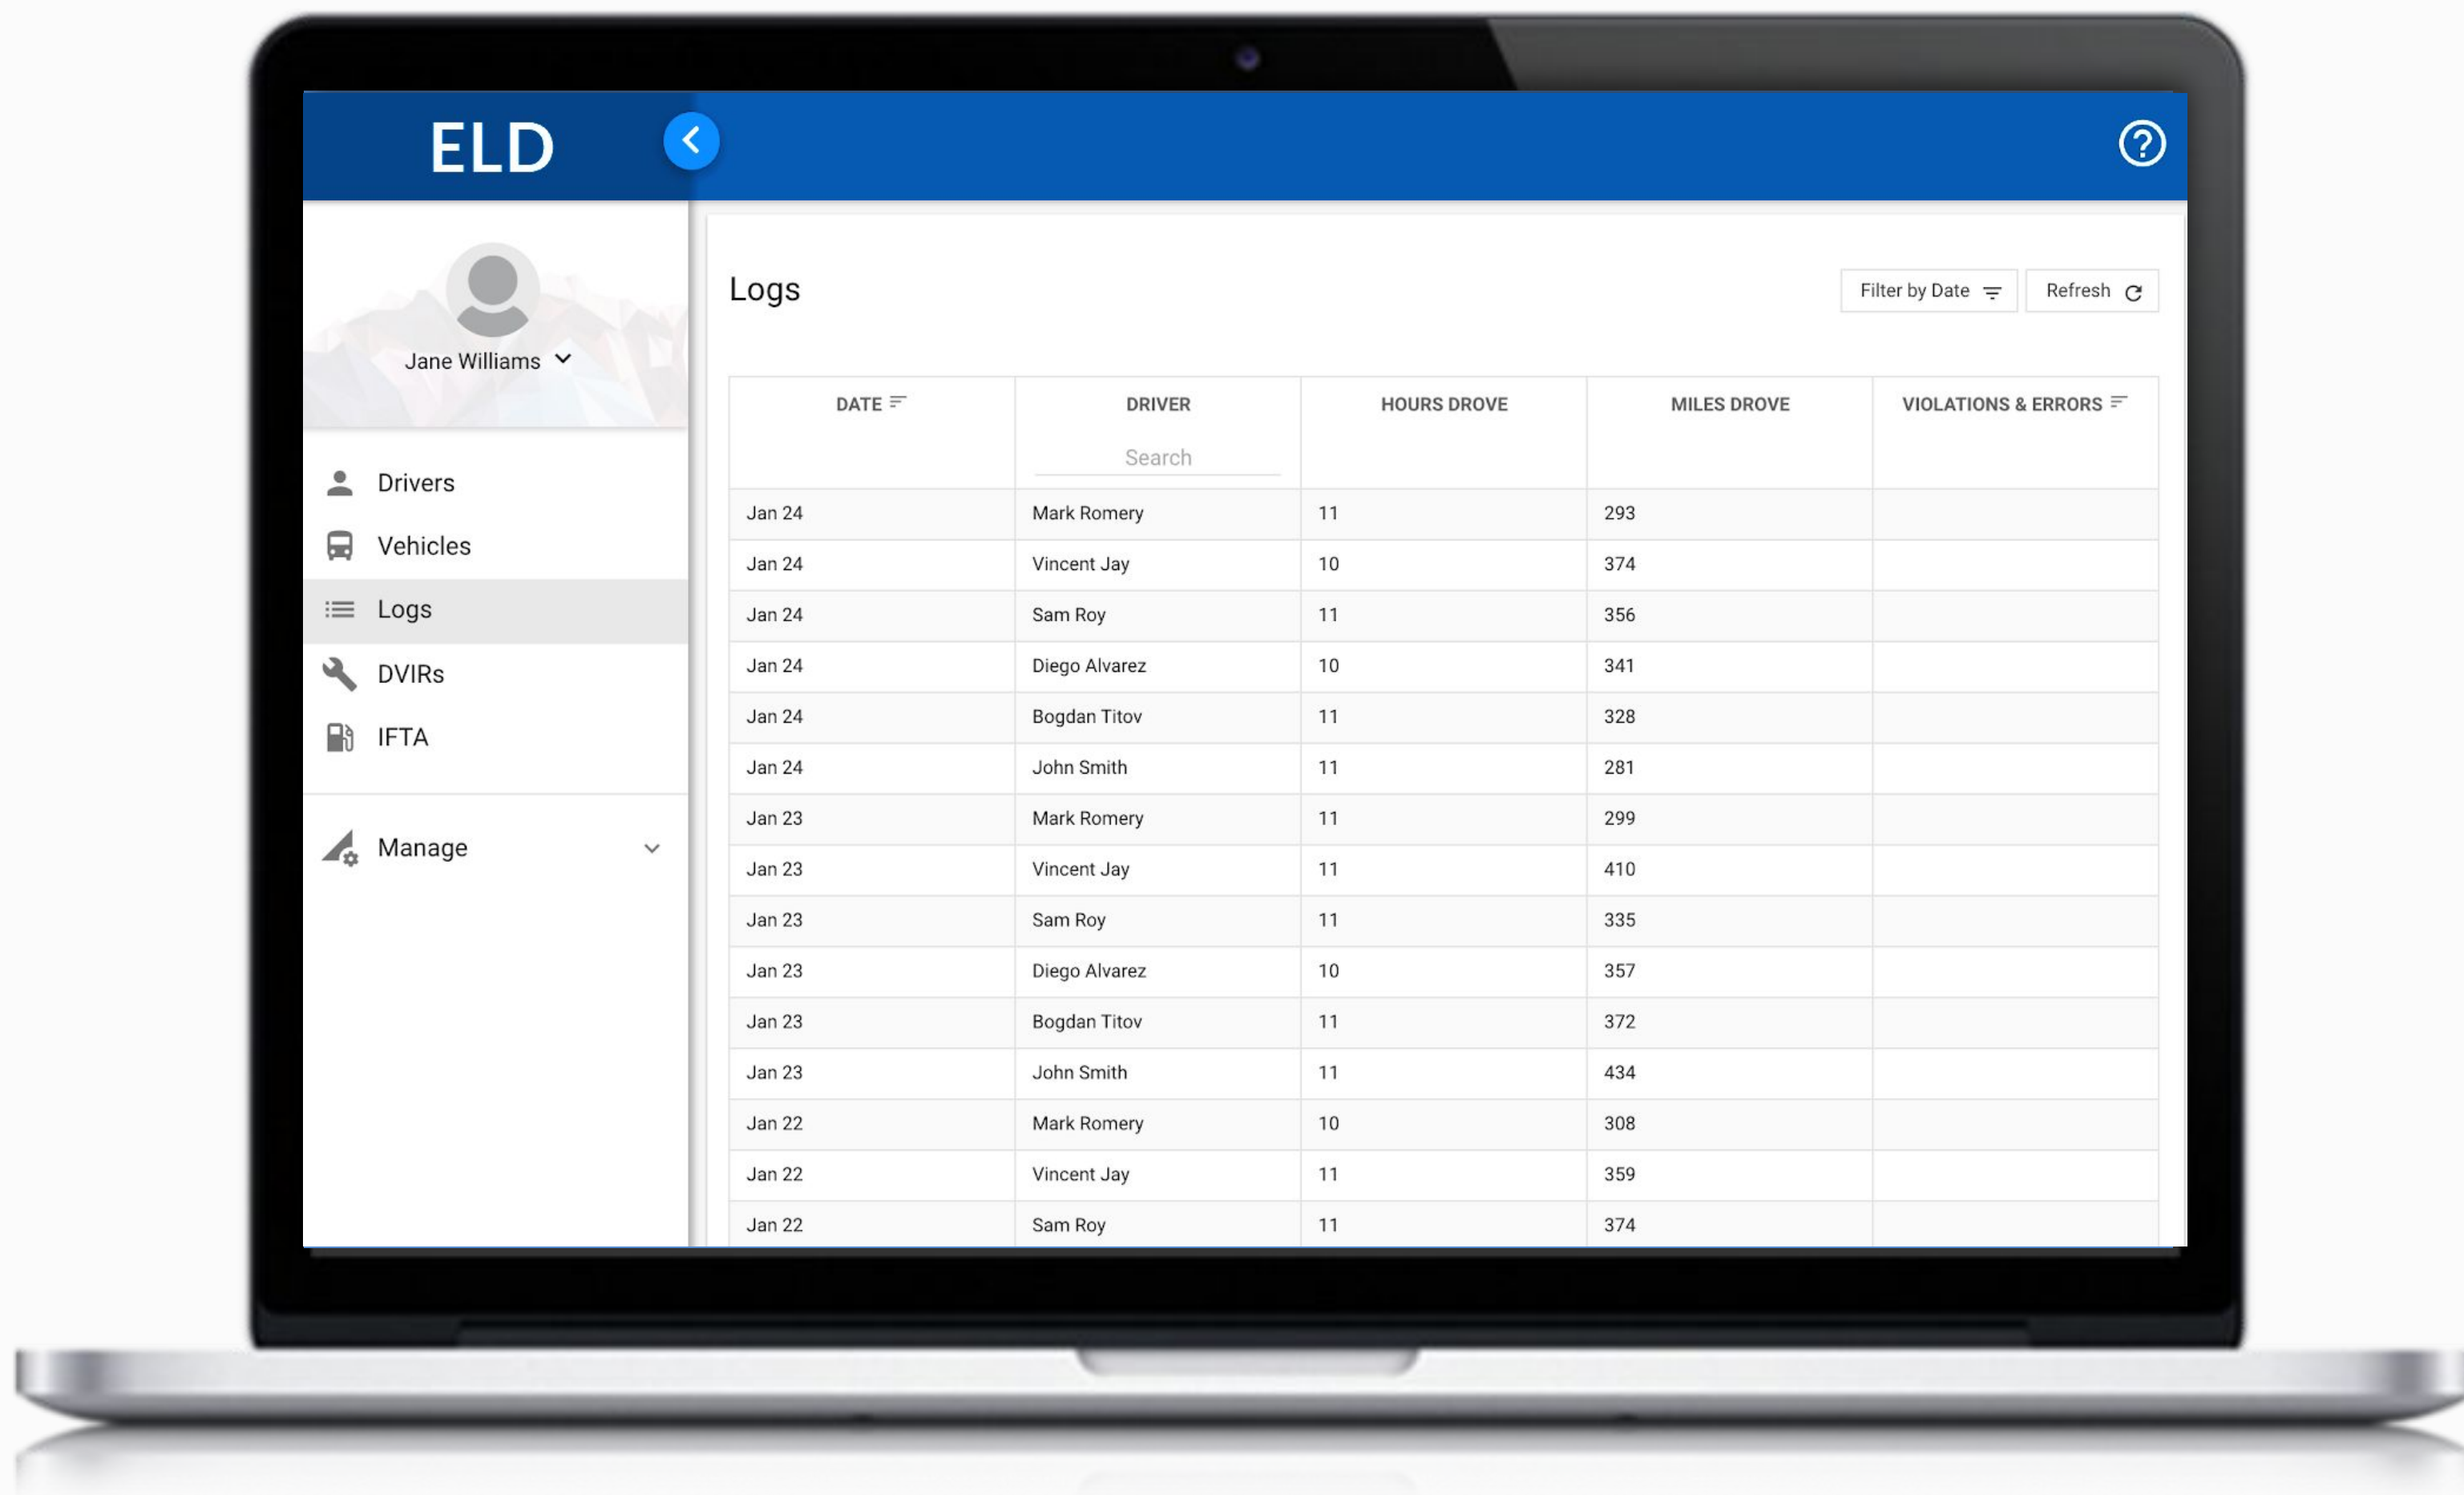 ELD
Jane Williams
Drivers
Vehicles
Logs
DVIRs
IFTA
Manage
Logs
Filter by Date
Refresh
DATE DRIVER HOURS DROVE MILES DROVE VIOLATIONS & ERRORS
Search
Jan 24 Mark Romery 11 293
Jan 24 Vincent Jay 10 374
Jan 24 Sam Roy 11 356
Jan 24 Diego Alvarez 10 341
Jan 24 Bogdan Titov 11 328
Jan 24 John Smith 11 281
Jan 23 Mark Romery 11 299
Jan 23 Vincent Jay 11 410
Jan 23 Sam Roy 11 335
Jan 23 Diego Alvarez 10 357
Jan 23 Bogdan Titov 11 372
Jan 23 John Smith 11 434
Jan 22 Mark Romery 10 308
Jan 22 Vincent Jay 11 359
Jan 22 Sam Roy 11 374